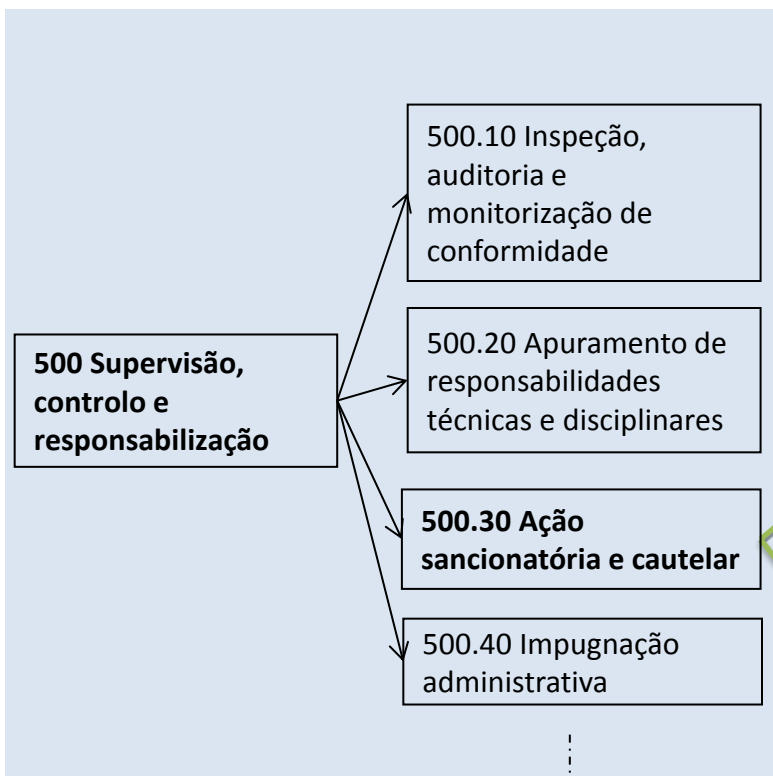 500.10 Inspeção,
auditoria e
monitorização de
conformidade
500 Supervisão,
controlo e
responsabilização
500.20 Apuramento de
responsabilidades
técnicas e disciplinares
500.30 Ação
sancionatória e cautelar
500.40 Impugnação
administrativa